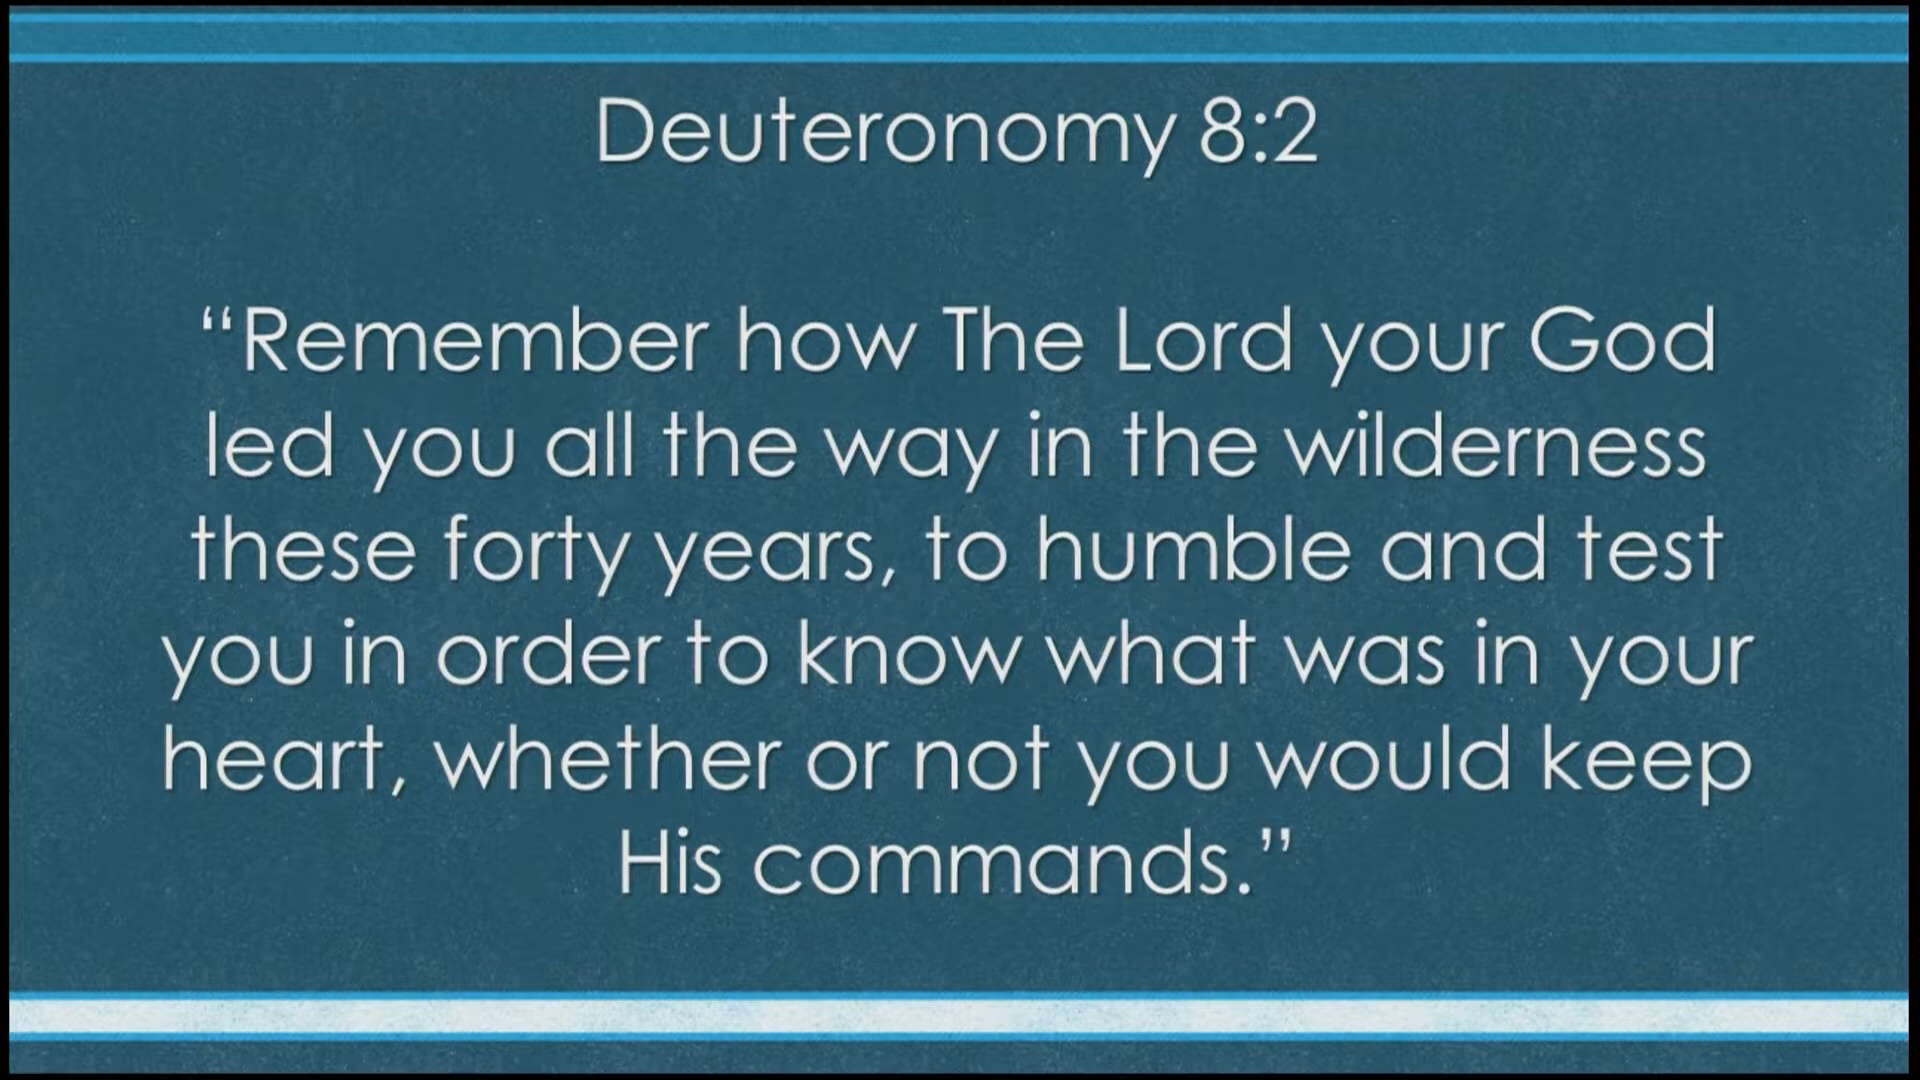 Deuteronomy 8:2
“Remember how The Lord your God
led you all the way in the wilderness
these forty years, to humble and test
you in order to know what was in your
heart, whether or not you would keep
His commands.”